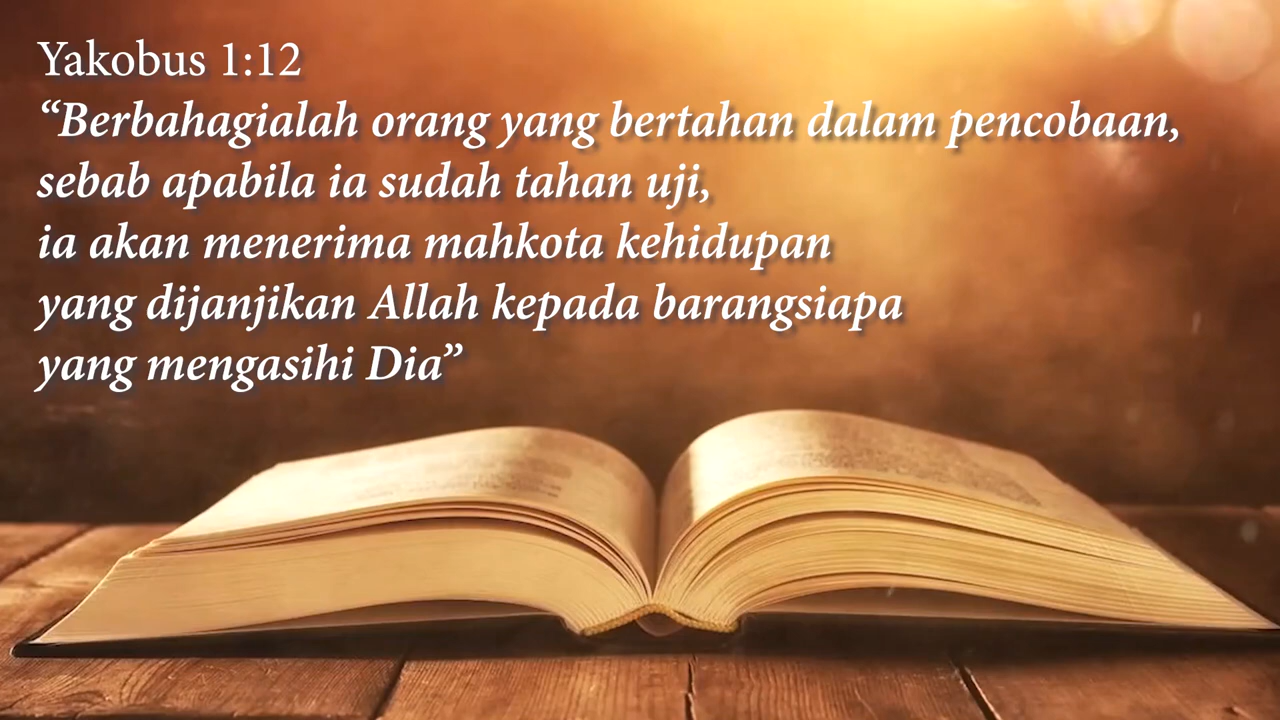 Yakobus 1:12
“Berbahagialah orang yang bertahan dalam pencobaan,
sebab apabila ia sudah tahan uji,
ia akan menerima mahkota kehidupan
yang dijanjikan Allah kepada barangsiapa
yang mengasihi Dia”